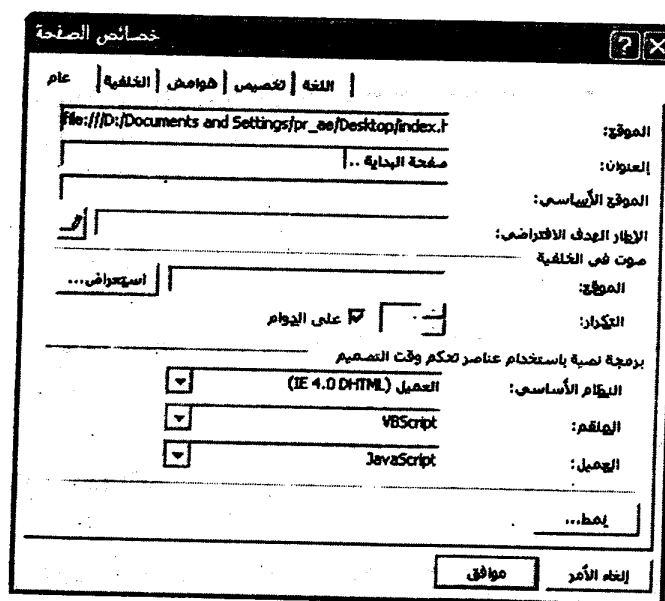 خصائص الصفحة
عام الخلفية هوامش تخصيص اللغة
الموقع: file:///D:/Documents and Settings/pr_ae/Desktop/index.h
العنوان: صفحة البداية ..
الموقع الأساسي:
الإطار الهدف الافتراضي:
صوت في الخلفية
الموقع: استعراض...
التكرار: على الدوام
برمجة نصية باستخدام عناصر تحكم وقت التصميم
النظام الأساسي: العميل (IE 4.0 DHTML)
الملقم: VBScript
العميل: JavaScript
نمط...
إلغاء الأمر موافق